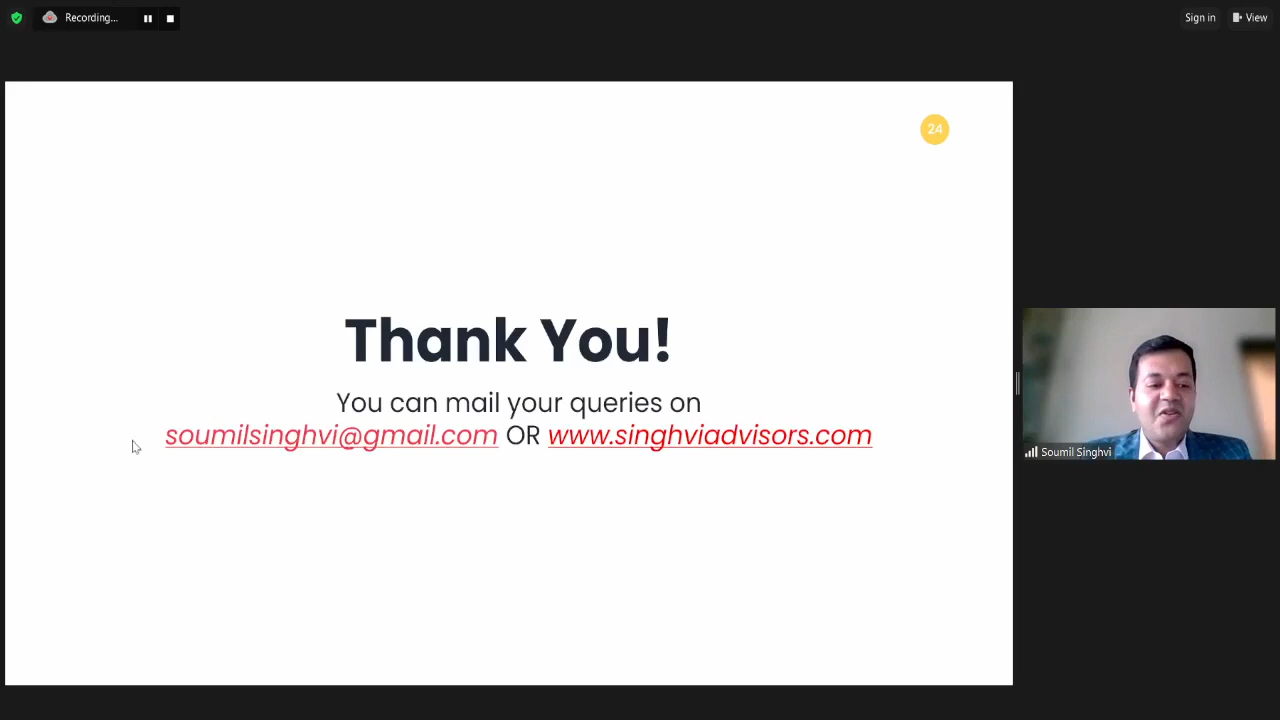 Recording...
Sign in
View
24
Thank You!
You can mail your queries on
soumilsinghvi@gmail.com OR www.singhviadvisors.com
Soumil Singhvi